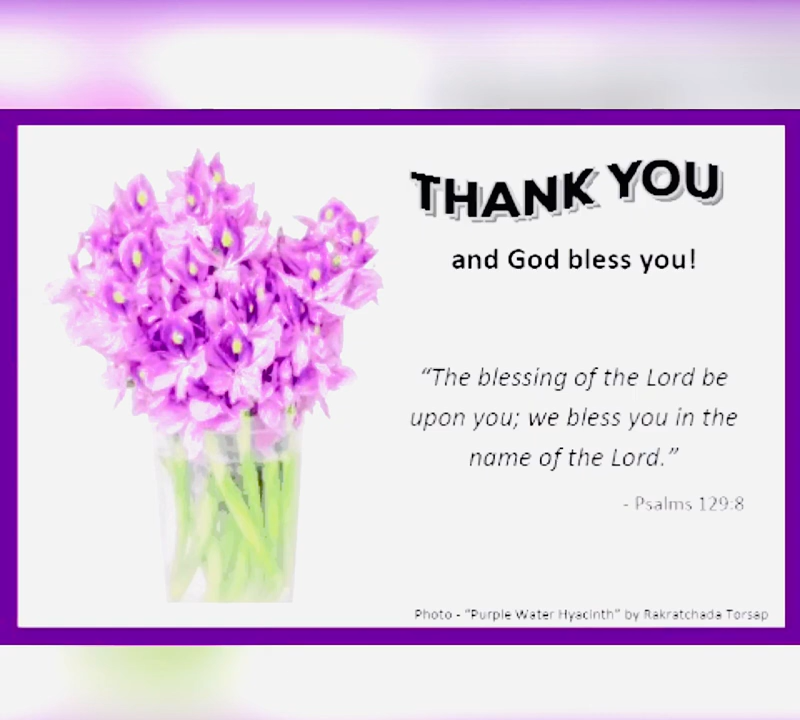 THANK YOU
and God bless you!
“The blessing of the Lord be
upon you; we bless you in the
name of the Lord.”
- Psalms 129:8
Photo - “Purple Water Hyacinth” by Rakratchada Torsap